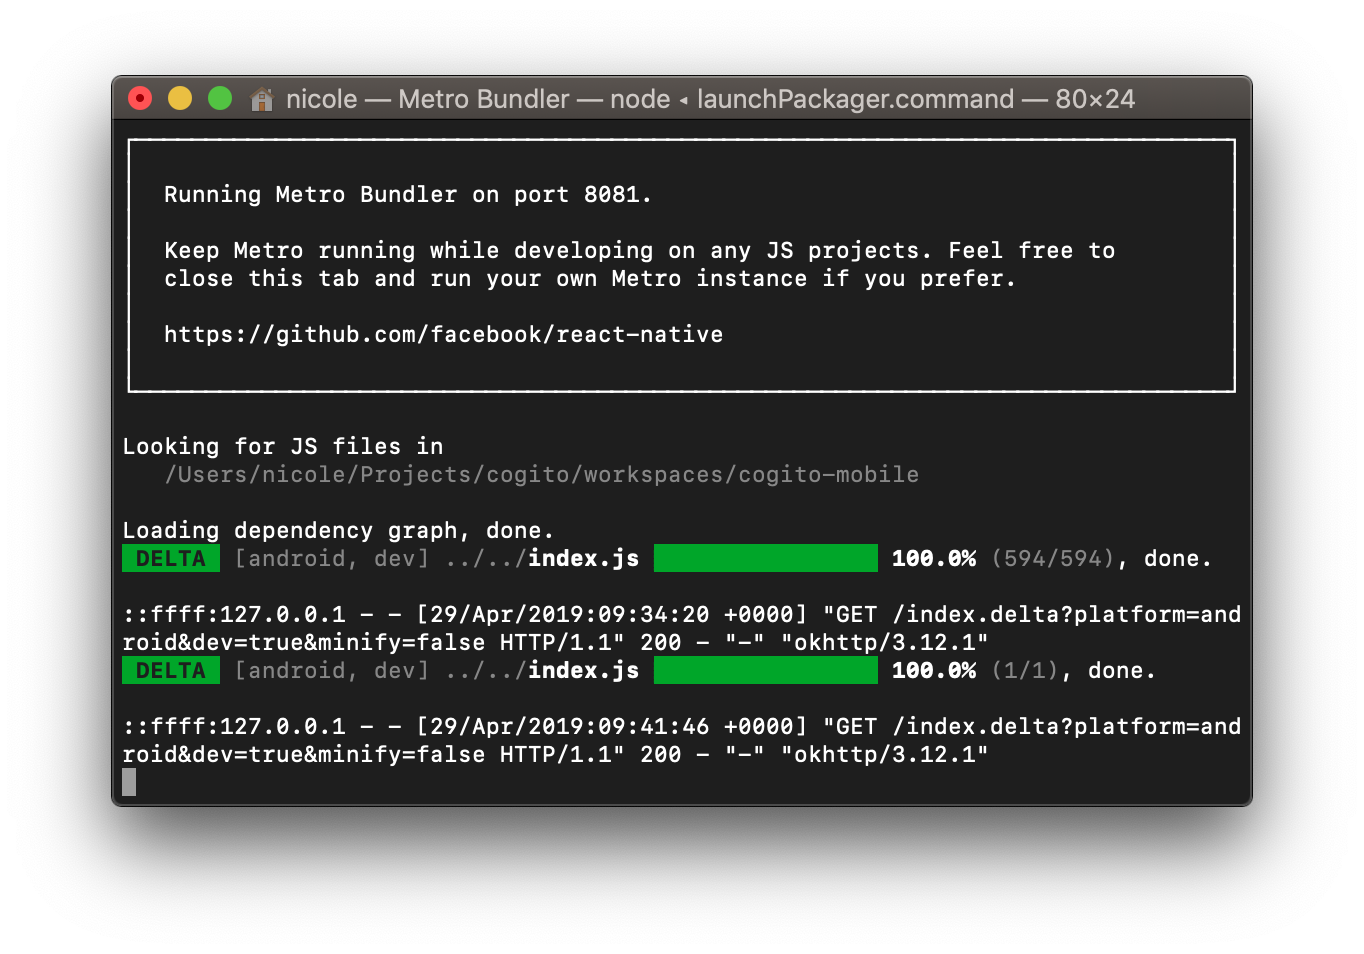 nicole — Metro Bundler — node ◂ launchPackager.command — 80×24
Running Metro Bundler on port 8081.
Keep Metro running while developing on any JS projects. Feel free to
close this tab and run your own Metro instance if you prefer.
https://github.com/facebook/react-native
Looking for JS files in
/Users/nicole/Projects/cogito/workspaces/cogito-mobile
Loading dependency graph, done.
DELTA [android, dev] ../../index.js 100.0% (594/594), done.
::ffff:127.0.0.1 - - [29/Apr/2019:09:34:20 +0000] "GET /index.delta?platform=and
roid&dev=true&minify=false HTTP/1.1" 200 - "-" "okhttp/3.12.1"
DELTA [android, dev] ../../index.js 100.0% (1/1), done.
::ffff:127.0.0.1 - - [29/Apr/2019:09:41:46 +0000] "GET /index.delta?platform=and
roid&dev=true&minify=false HTTP/1.1" 200 - "-" "okhttp/3.12.1"